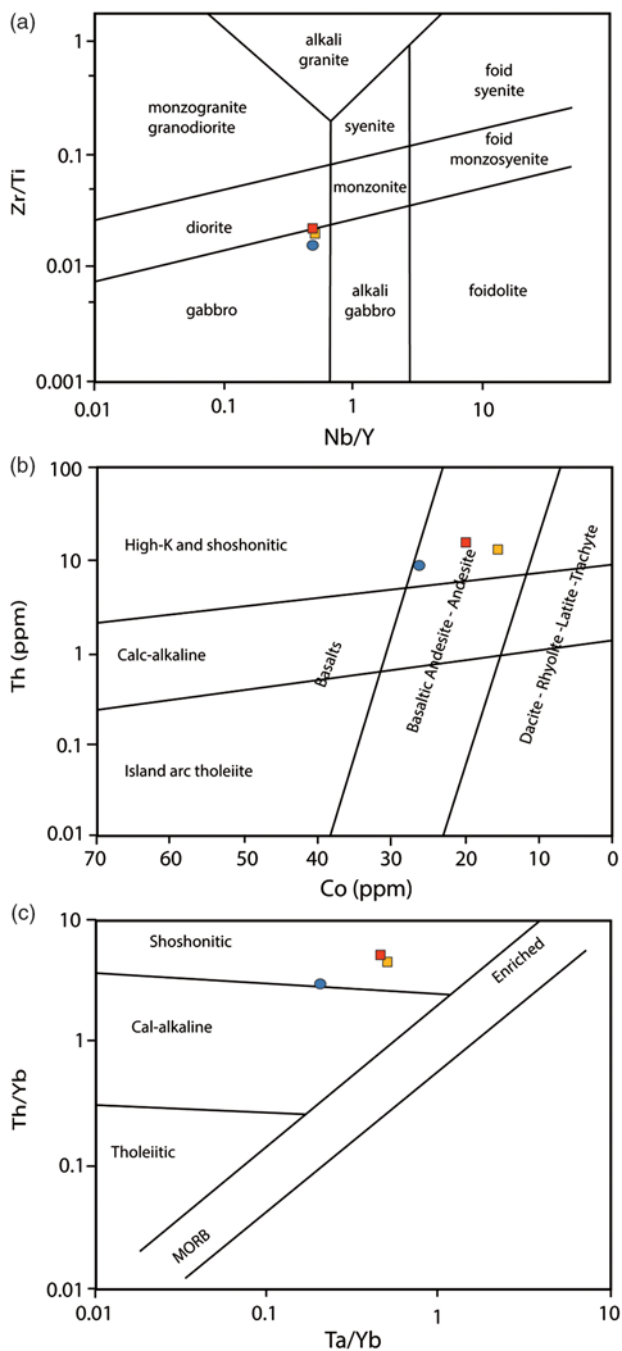 (a)
1
0.1
0.01
0.001
Zr/Ti
alkali
granite
monzogranite
granodiorite
foid
syenite
syenite
foid
monzosyenite
monzonite
diorite
gabbro
alkali
gabbro
foidolite
0.01
0.1
1
10
Nb/Y
(b)
100
10
1
0.1
0.01
Th (ppm)
High-K and shoshonitic
Calc-alkaline
Island arc tholeiite
Basalts
Basaltic Andesite - Andesite
Dacite - Rhyolite -Latite -Trachyte
70
60
50
40
30
20
10
0
Co (ppm)
(c)
10
1
0.1
0.01
Th/Yb
Shoshonitic
Cal-alkaline
Tholeiitic
Enriched
MORB
0.01
0.1
1
10
Ta/Yb